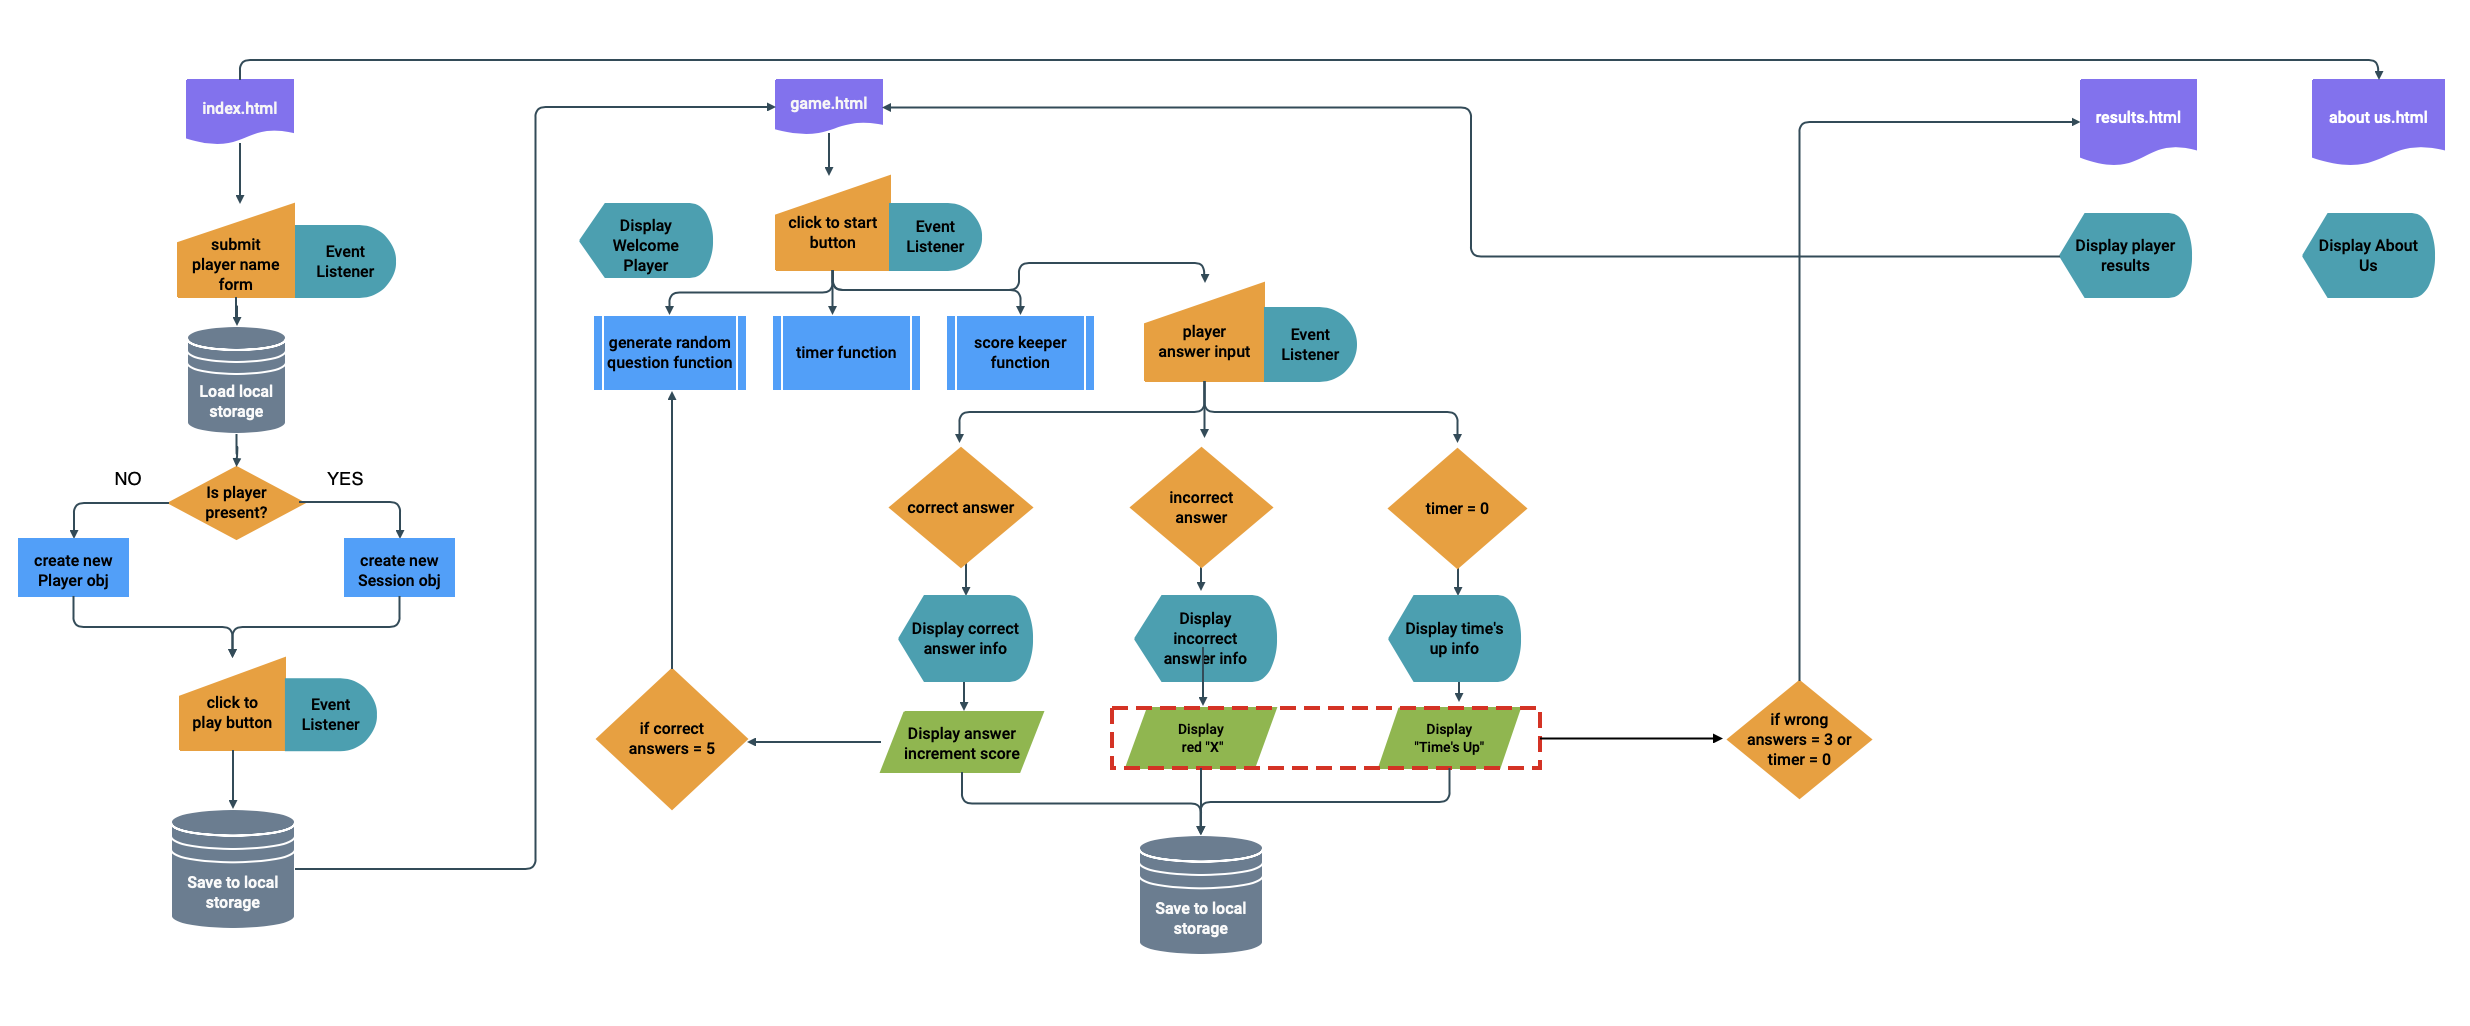 index.html
game.html
results.html
about us.html
submit
player name
form
Event
Listener
Display
Welcome
Player
click to start
button
Event
Listener
Display player
results
Display About
Us
generate random
question function
timer function
score keeper
function
player
answer input
Event
Listener
Load local
storage
NO
YES
Is player
present?
create new
Player obj
create new
Session obj
correct answer
incorrect
answer
timer = 0
Display correct
answer info
Display
incorrect
answer info
Display time's
up info
click to
play button
Event
Listener
if correct
answers = 5
Display answer
increment score
Display
red "X"
Display
"Time's Up"
if wrong
answers = 3 or
timer = 0
Save to local
storage
Save to local
storage